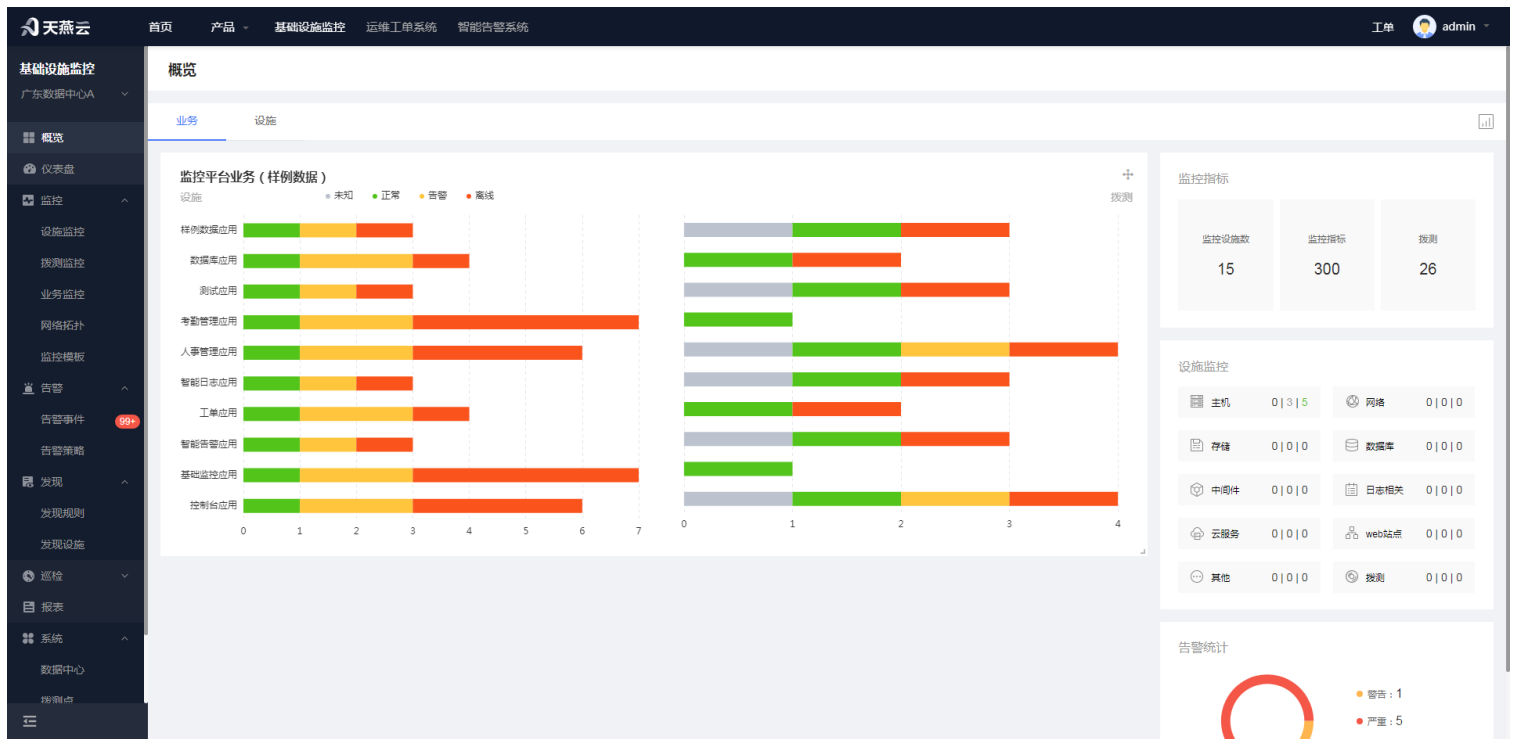 天燕云
首页 产品 基础设施监控 运维工单系统 智能告警系统 工单 admin
基础设施监控
广东数据中心A
概览
仪表盘
监控
设施监控
拨测监控
业务监控
网络拓扑
监控模板
告警
告警事件 99+
告警策略
发现
发现规则
发现设施
巡检
报表
系统
数据中心
拨测点
概览
业务 设施
监控平台业务 ( 样例数据 )
设施 未知 正常 告警 离线 拨测
样例数据应用
数据库应用
测试应用
考勤管理应用
人事管理应用
智能日志应用
工单应用
智能告警应用
基础监控应用
控制台应用
0 1 2 3 4 5 6 7
0 1 2 3 4
监控指标
监控设施数 监控指标 拨测
15 300 26
设施监控
主机 0 | 3 | 5 网络 0 | 0 | 0
存储 0 | 0 | 0 数据库 0 | 0 | 0
中间件 0 | 0 | 0 日志相关 0 | 0 | 0
云服务 0 | 0 | 0 web站点 0 | 0 | 0
其他 0 | 0 | 0 拨测 0 | 0 | 0
告警统计
警告 : 1
严重 : 5